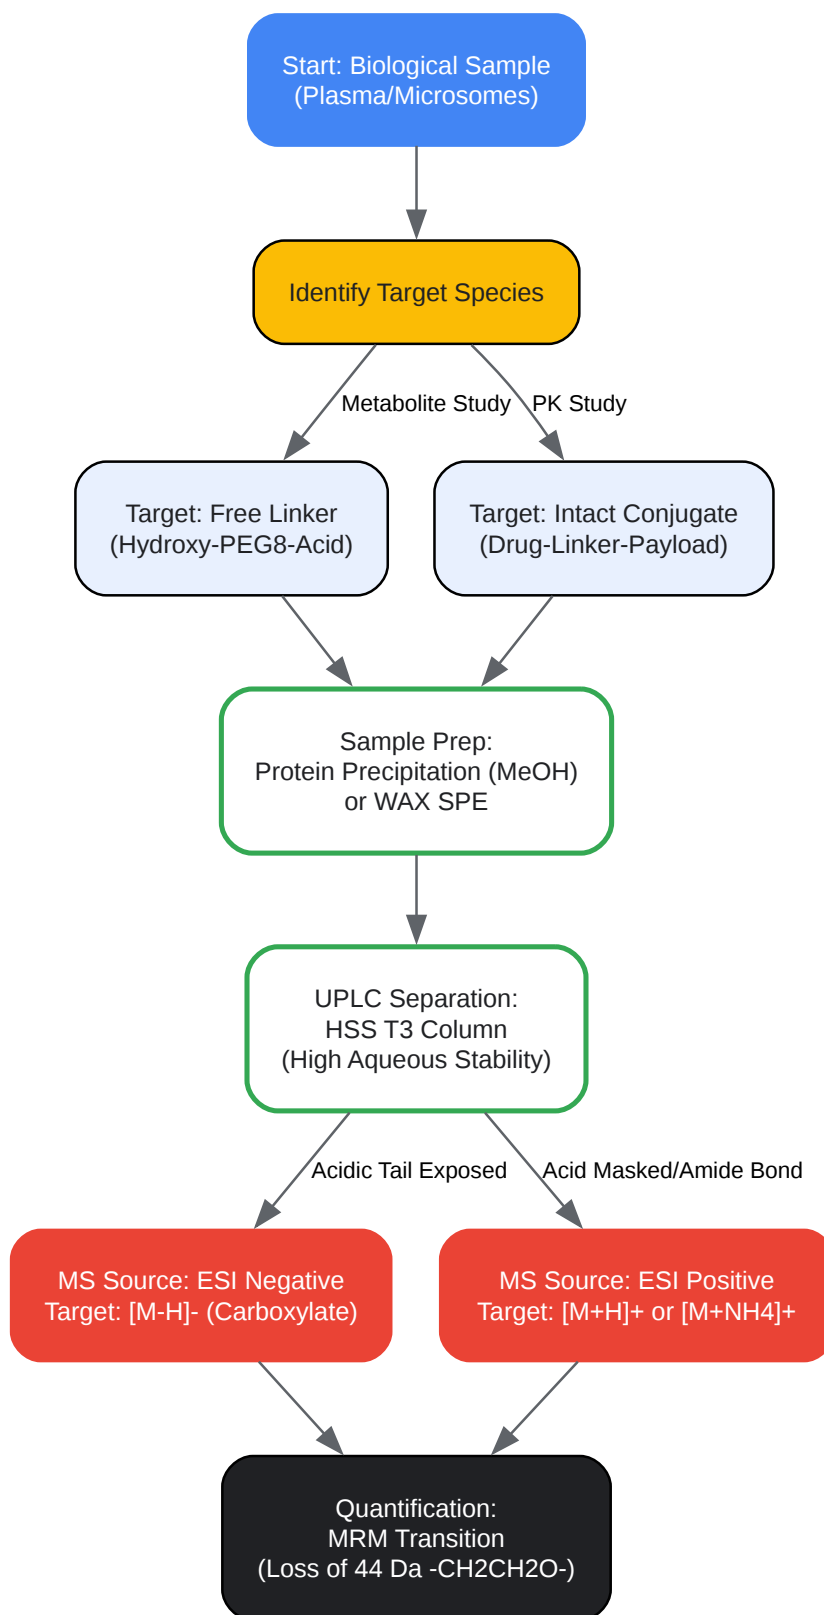 Start: Biological Sample
(Plasma/Microsomes)
Identify Target Species
Metabolite Study
PK Study
Target: Free Linker
(Hydroxy-PEG8-Acid)
Target: Intact Conjugate
(Drug-Linker-Payload)
Sample Prep:
Protein Precipitation (MeOH)
or WAX SPE
UPLC Separation:
HSS T3 Column
(High Aqueous Stability)
Acidic Tail Exposed
Acid Masked/Amide Bond
MS Source: ESI Negative
Target: [M-H]- (Carboxylate)
MS Source: ESI Positive
Target: [M+H]+ or [M+NH4]+
Quantification:
MRM Transition
(Loss of 44 Da -CH2CH2O-)